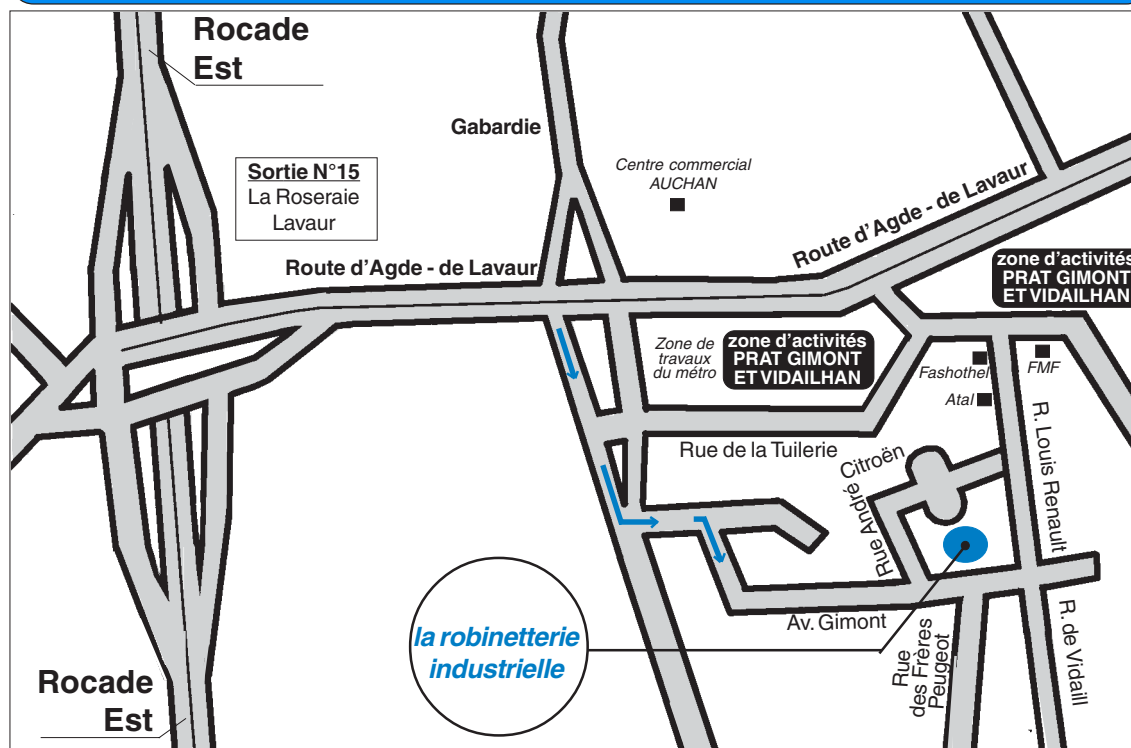 Rocade
Est
Gabardie
Sortie N°15
La Roseraie
Lavaur
Centre commercial
AUCHAN
Route d'Agde - de Lavaur
Route d'Agde - de Lavaur
zone d'activités
PRAT GIMONT
ET VIDAILHAN
Zone de
travaux
du métro
zone d'activités
PRAT GIMONT
ET VIDAILHAN
Fashothel
FMF
Atal
Rue de la Tuilerie
Rue André Citroën
R. Louis Renault
la robinetterie
industrielle
Av. Gimont
Rue
des Frères
Peugeot
R. de Vidaill
Rocade
Est